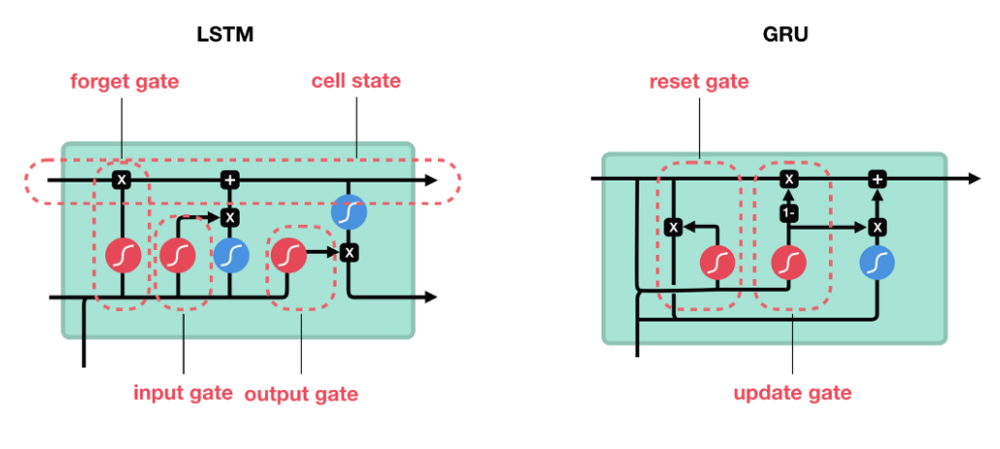 LSTM
GRU
forget gate
cell state
reset gate
X
+
X
X
X
1-
+
X
X
input gate
output gate
update gate